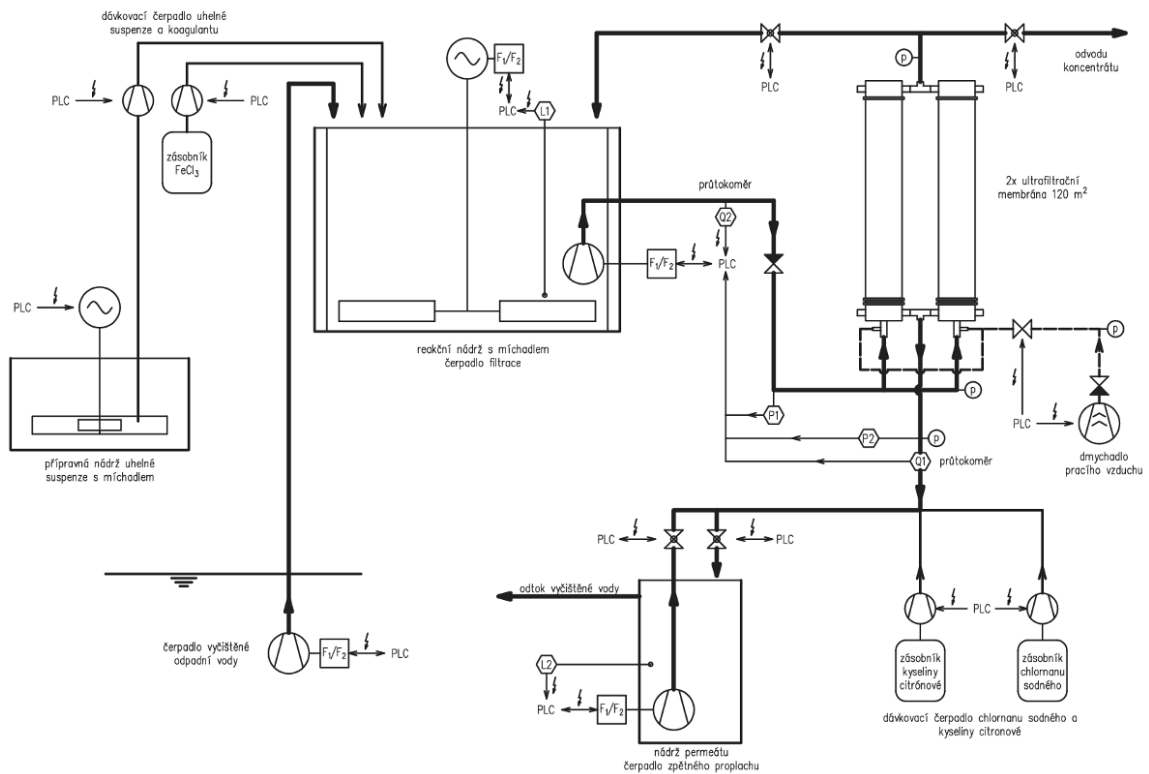 dávkovací čerpadlo uhelné
suspenze a koagulantu
PLC
PLC
zásobník
FeCl₃
F₁/F₂
PLC
L1
p
PLC
PLC
odvodu
koncentrátu
2x ultrafiltrační
membrána 120 m²
průtokoměr
Q2
F₁/F₂
PLC
PLC
reakční nádrž s míchadlem
čerpadlo filtrace
přípravná nádrž uhelné
suspenze s míchadlem
p
p
P1
P2
p
Q1
průtokoměr
PLC
dmychadlo
pracího vzduchu
PLC
PLC
odtok vyčištěné vody
čerpadlo vyčištěné
odpadní vody
F₁/F₂
PLC
L2
PLC
F₁/F₂
nádrž permeátu
čerpadlo zpětného proplachu
PLC
zásobník
kyseliny
citrónové
zásobník
chlornanu
sodného
dávkovací čerpadlo chlornanu sodného a
kyseliny citronové